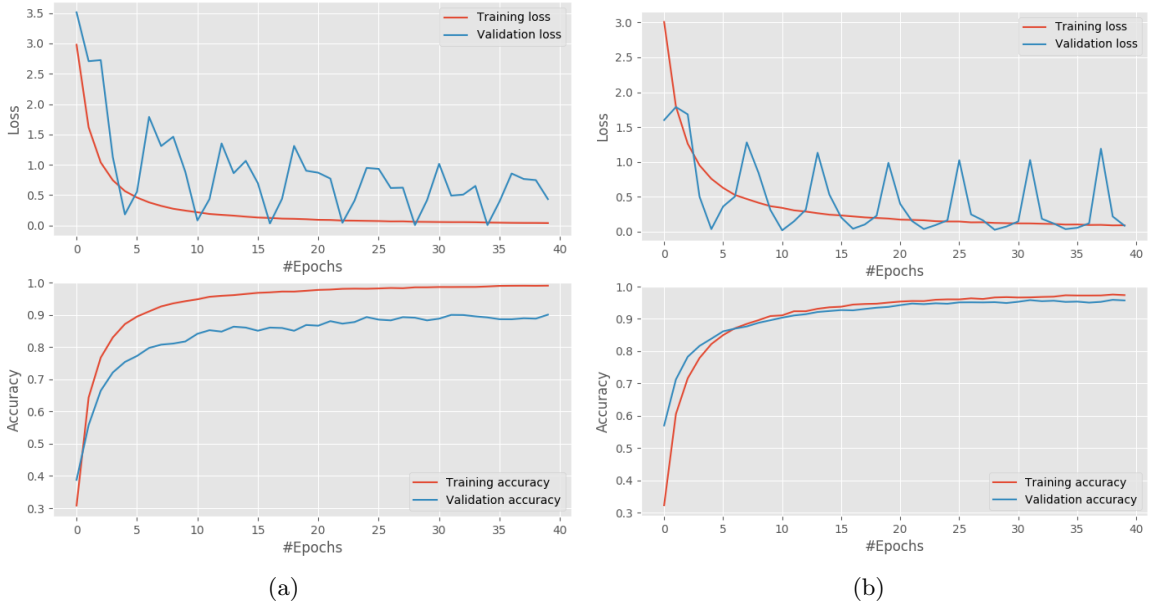 3.5
3.0
2.5
2.0
1.5
1.0
0.5
0.0
Loss
Training loss
Validation loss
0 5 10 15 20 25 30 35 40
#Epochs
1.0
0.9
0.8
0.7
0.6
0.5
0.4
0.3
Accuracy
Training accuracy
Validation accuracy
0 5 10 15 20 25 30 35 40
#Epochs
(a)
3.0
2.5
2.0
1.5
1.0
0.5
0.0
Loss
Training loss
Validation loss
0 5 10 15 20 25 30 35 40
#Epochs
1.0
0.9
0.8
0.7
0.6
0.5
0.4
0.3
Accuracy
Training accuracy
Validation accuracy
0 5 10 15 20 25 30 35 40
#Epochs
(b)